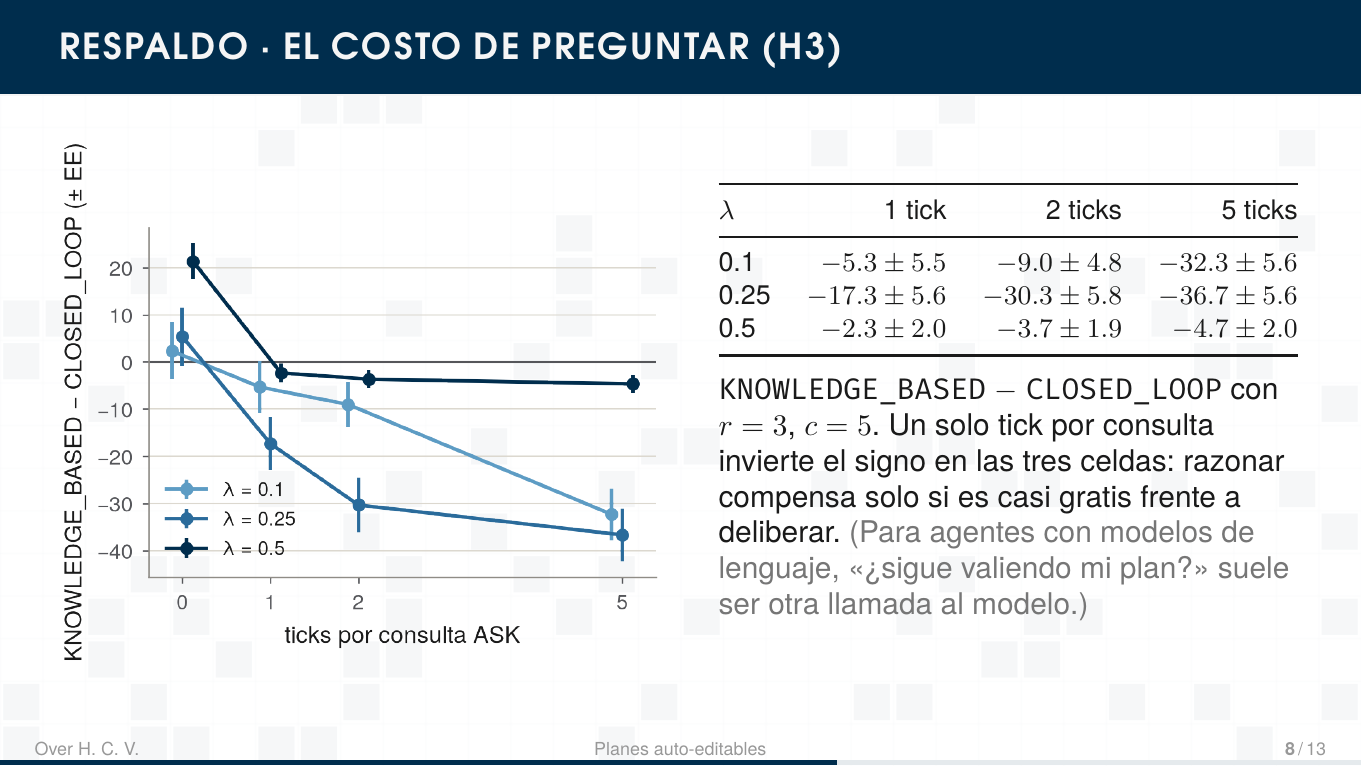 RESPALDO · EL COSTO DE PREGUNTAR (H3)
KNOWLEDGE_BASED − CLOSED_LOOP (± EE)
20
10
0
−10
−20
−30
−40
λ = 0.1
λ = 0.25
λ = 0.5
0 1 2 5
ticks por consulta ASK
λ 1 tick 2 ticks 5 ticks
0.1 −5.3 ± 5.5 −9.0 ± 4.8 −32.3 ± 5.6
0.25 −17.3 ± 5.6 −30.3 ± 5.8 −36.7 ± 5.6
0.5 −2.3 ± 2.0 −3.7 ± 1.9 −4.7 ± 2.0
KNOWLEDGE_BASED − CLOSED_LOOP con
r = 3, c = 5. Un solo tick por consulta
invierte el signo en las tres celdas: razonar
compensa solo si es casi gratis frente a
deliberar. (Para agentes con modelos de
lenguaje, «¿sigue valiendo mi plan?» suele
ser otra llamada al modelo.)
Over H. C. V.
Planes auto-editables
8 / 13